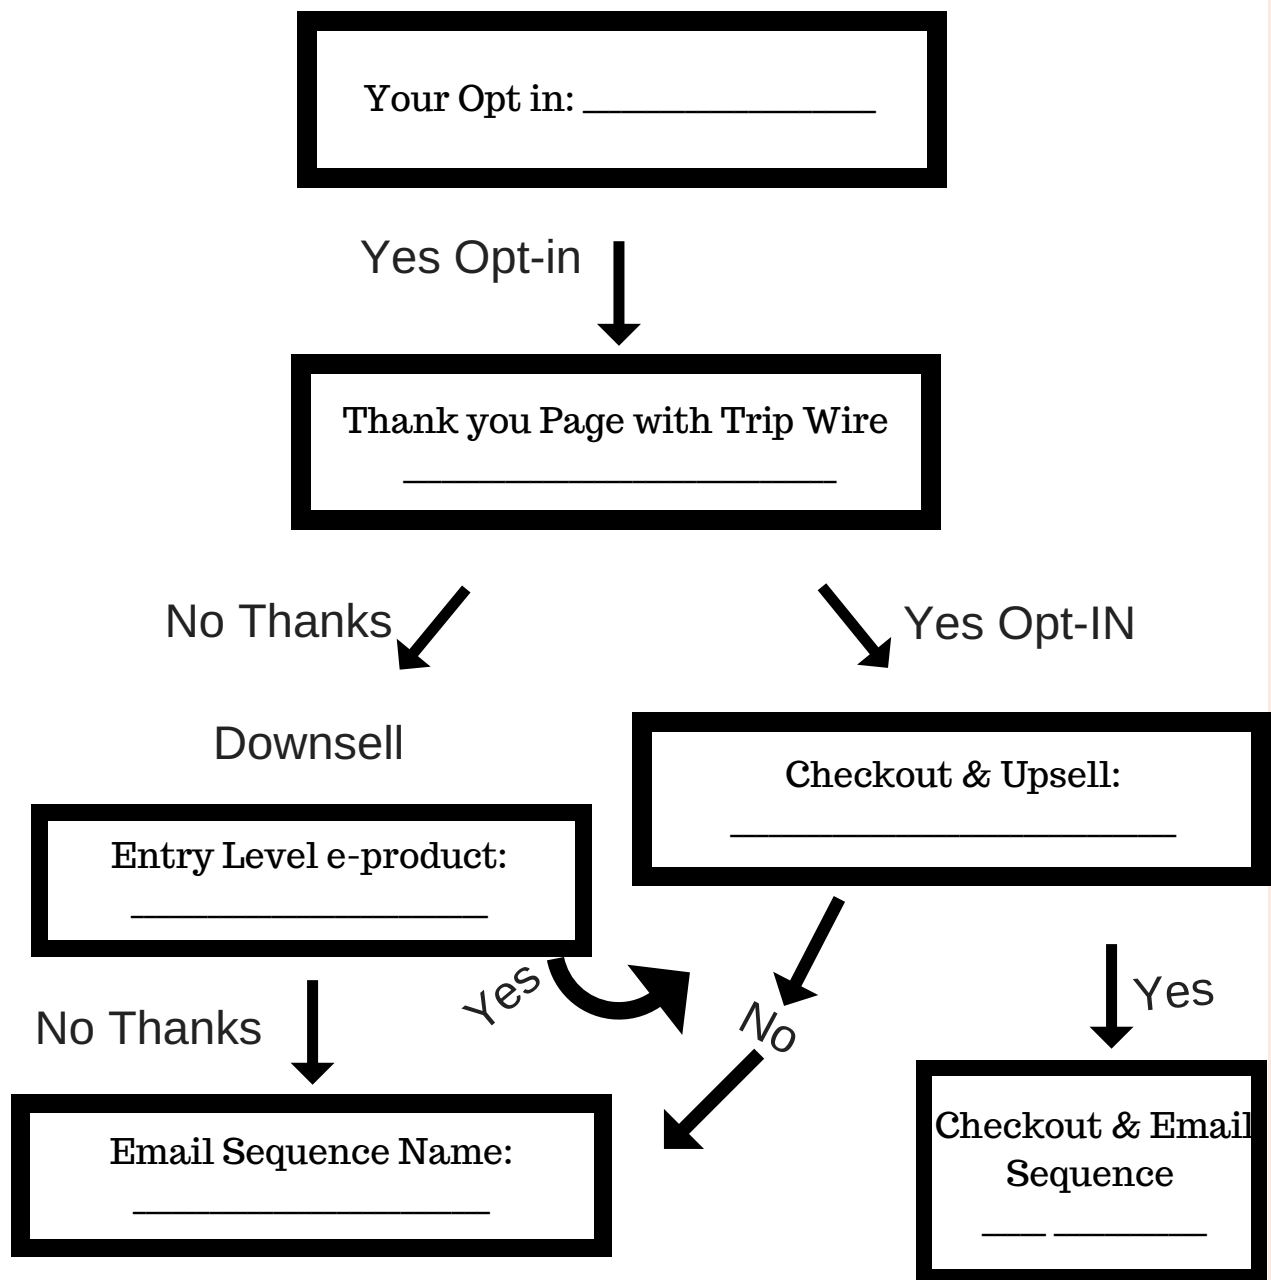 Your Opt in: _______________
Yes Opt-in
Thank you Page with Trip Wire
______________________
No Thanks
Yes Opt-IN
Downsell
Checkout & Upsell:
_______________________
Entry Level e-product:
__________________
Yes
No Thanks
No
Yes
Email Sequence Name:
__________________
Checkout & Email
Sequence
___ ________